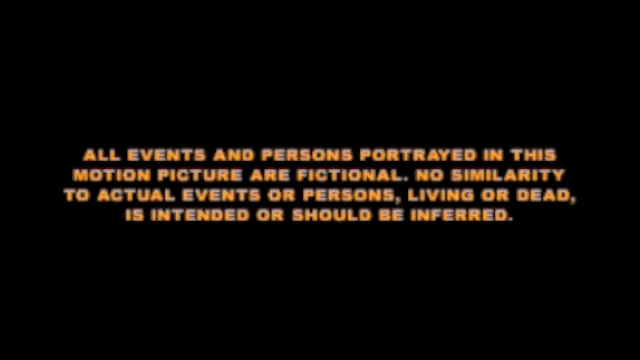 ALL EVENTS AND PERSONS PORTRAYED IN THIS
MOTION PICTURE ARE FICTIONAL. NO SIMILARITY
TO ACTUAL EVENTS OR PERSONS, LIVING OR DEAD,
IS INTENDED OR SHOULD BE INFERRED.